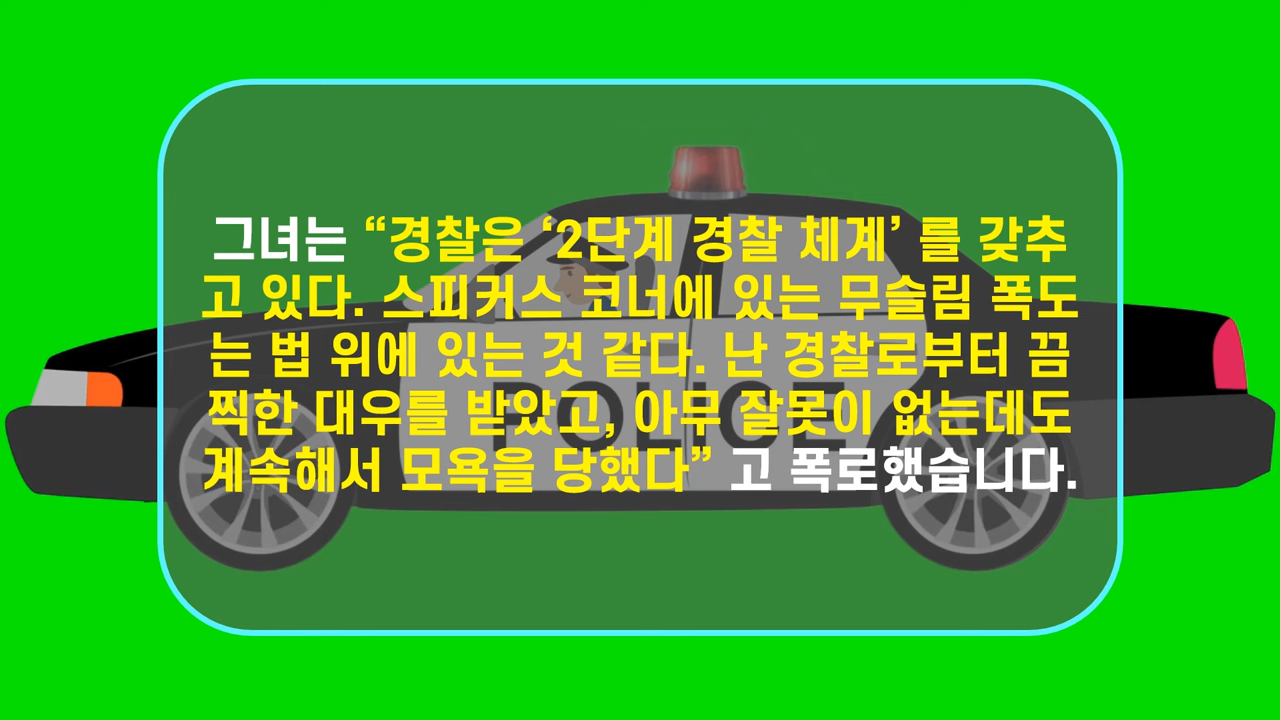 그녀는 “경찰은 ‘2단계 경찰 체계’ 를 갖추
고 있다. 스피커스 코너에 있는 무슬림 폭도
는 법 위에 있는 것 같다. 난 경찰로부터 끔
찍한 대우를 받았고, 아무 잘못이 없는데도
계속해서 모욕을 당했다” 고 폭로했습니다.
POLICE